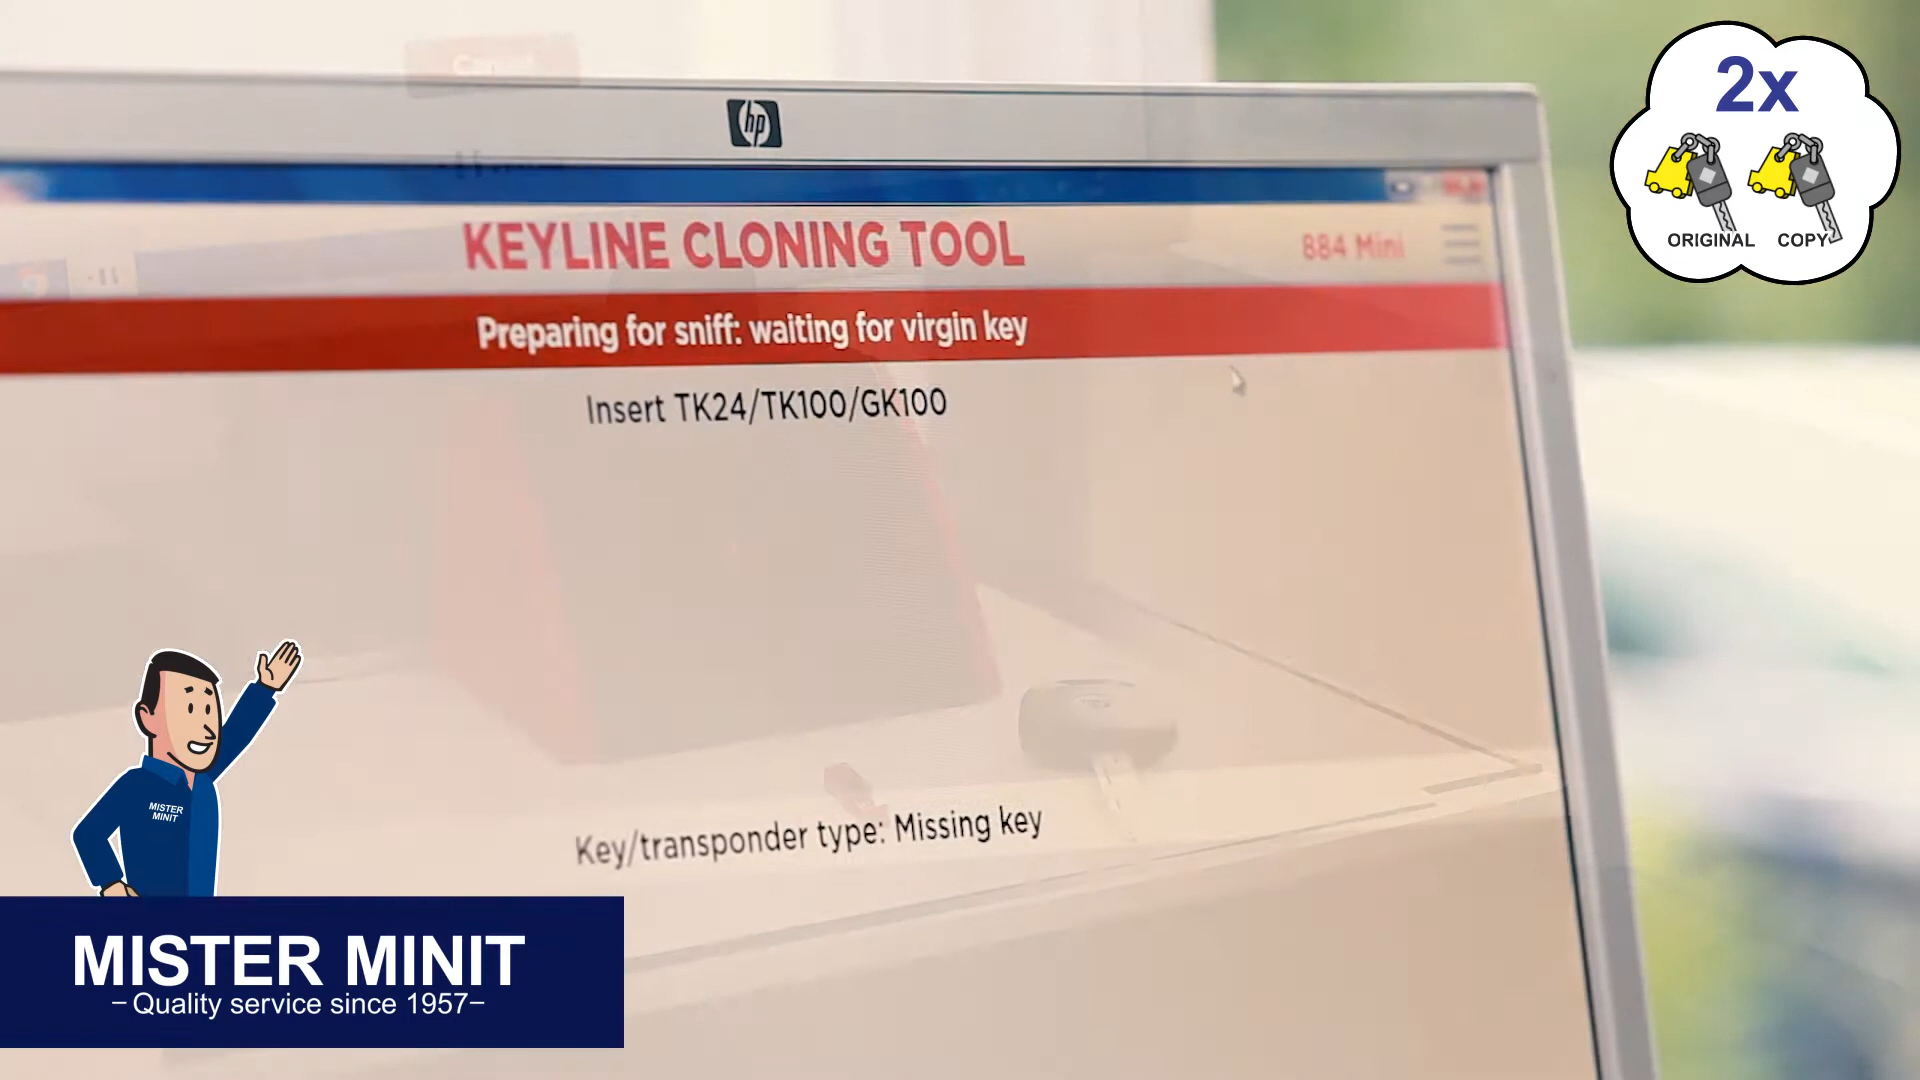 2x
ORIGINAL COPY
hp
KEYLINE CLONING TOOL
884 Mini
Preparing for sniff: waiting for virgin key
Insert TK24/TK100/GK100
Key/transponder type: Missing key
MISTER
MINIT
MISTER MINIT
-Quality service since 1957-